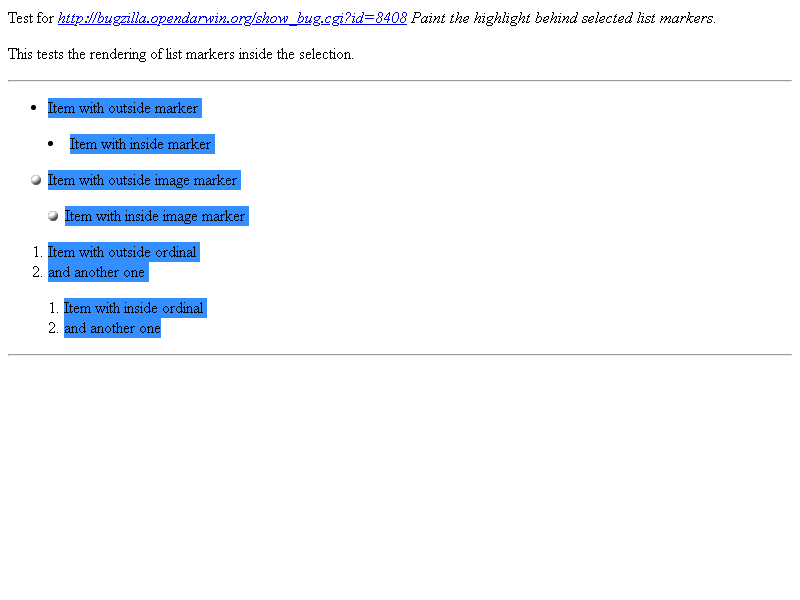 Test for http://bugzilla.opendarwin.org/show_bug.cgi?id=8408 Paint the highlight behind selected list markers.
This tests the rendering of list markers inside the selection.
• Item with outside marker
• Item with inside marker
Item with outside image marker
Item with inside image marker
1. Item with outside ordinal
2. and another one
1. Item with inside ordinal
2. and another one